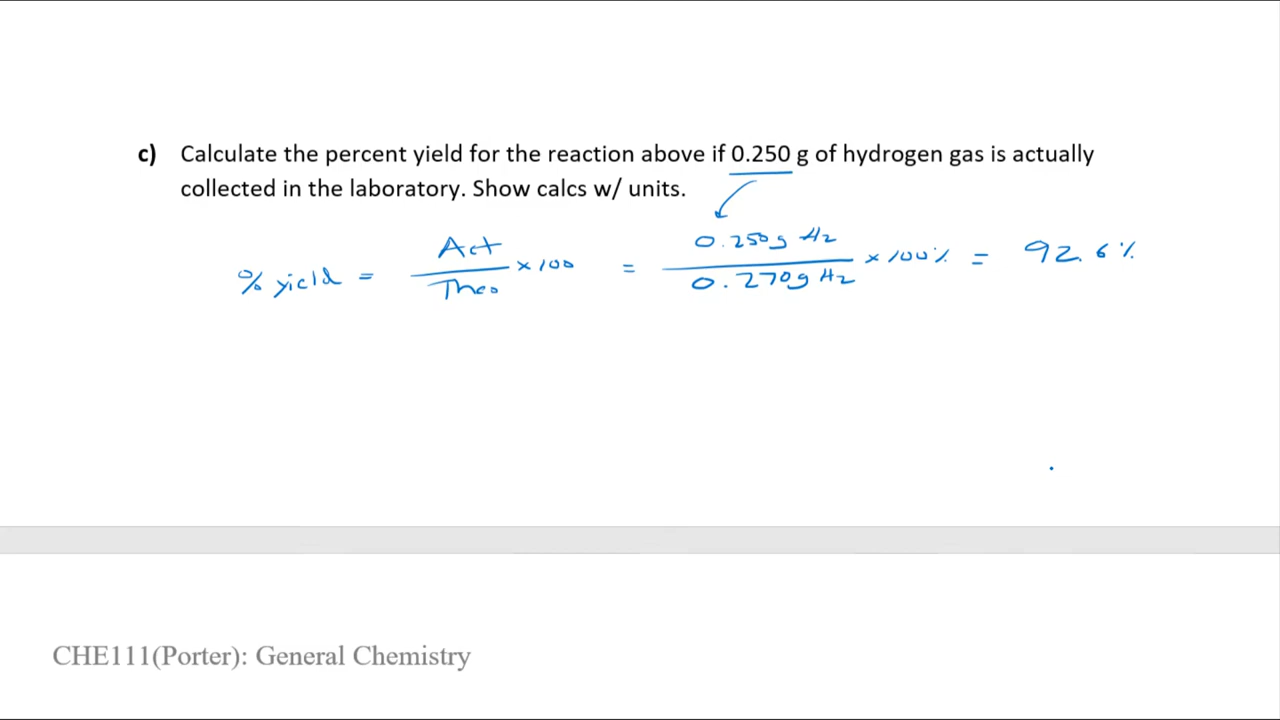 c) Calculate the percent yield for the reaction above if 0.250 g of hydrogen gas is actually
collected in the laboratory. Show calcs w/ units.
% yield = Act / Theo × 100 = 0.250g H2 / 0.270g H2 × 100% = 92.6%
CHE111(Porter): General Chemistry